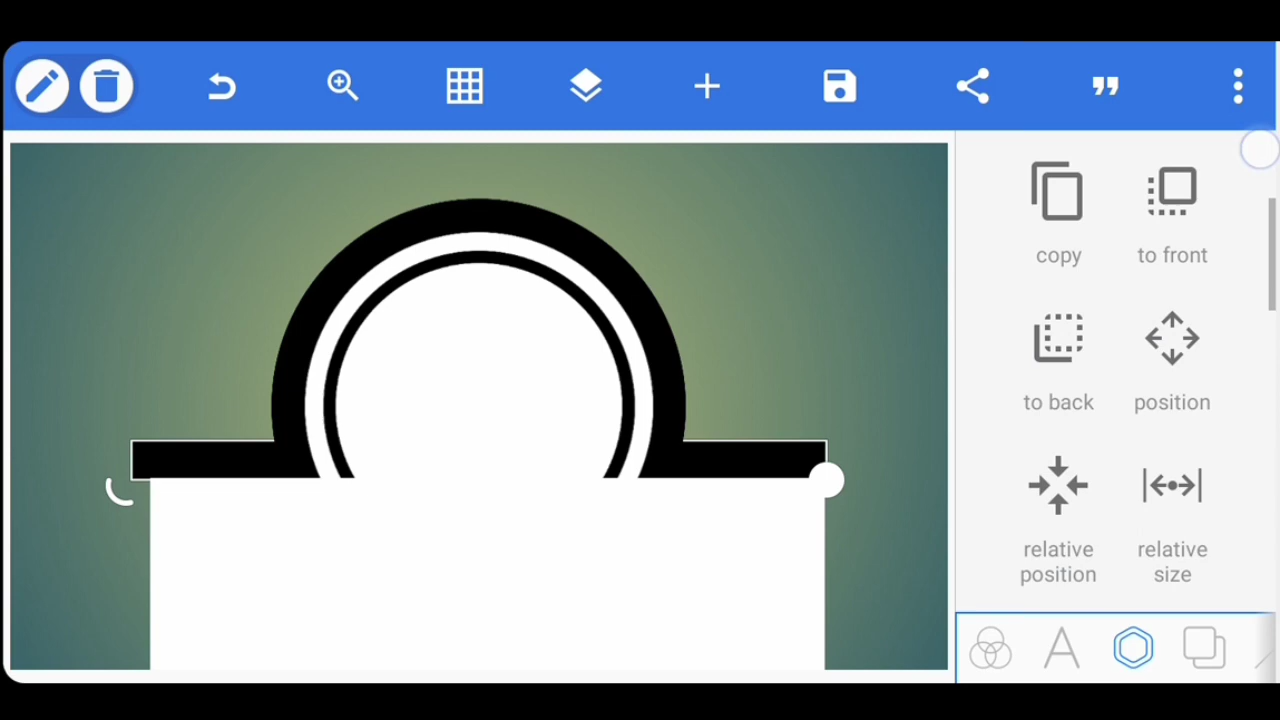 copy
to front
to back
position
relative
position
relative
size